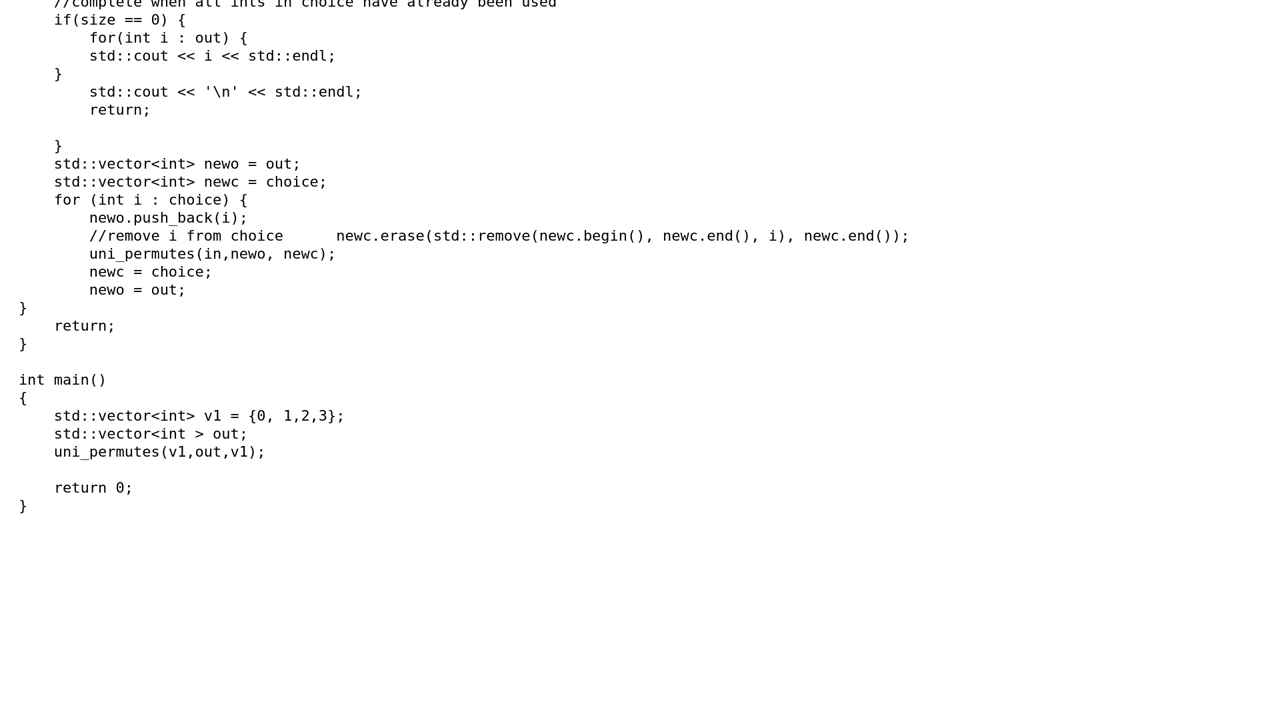 //complete when all ints in choice have already been used
    if(size == 0) {
        for(int i : out) {
        std::cout << i << std::endl;
    }
        std::cout << '\n' << std::endl;
        return;

    }
    std::vector<int> newo = out;
    std::vector<int> newc = choice;
    for (int i : choice) {
        newo.push_back(i);
        //remove i from choice      newc.erase(std::remove(newc.begin(), newc.end(), i), newc.end());
        uni_permutes(in,newo, newc);
        newc = choice;
        newo = out;
}
    return;
}

int main()
{
    std::vector<int> v1 = {0, 1,2,3};
    std::vector<int > out;
    uni_permutes(v1,out,v1);

    return 0;
}